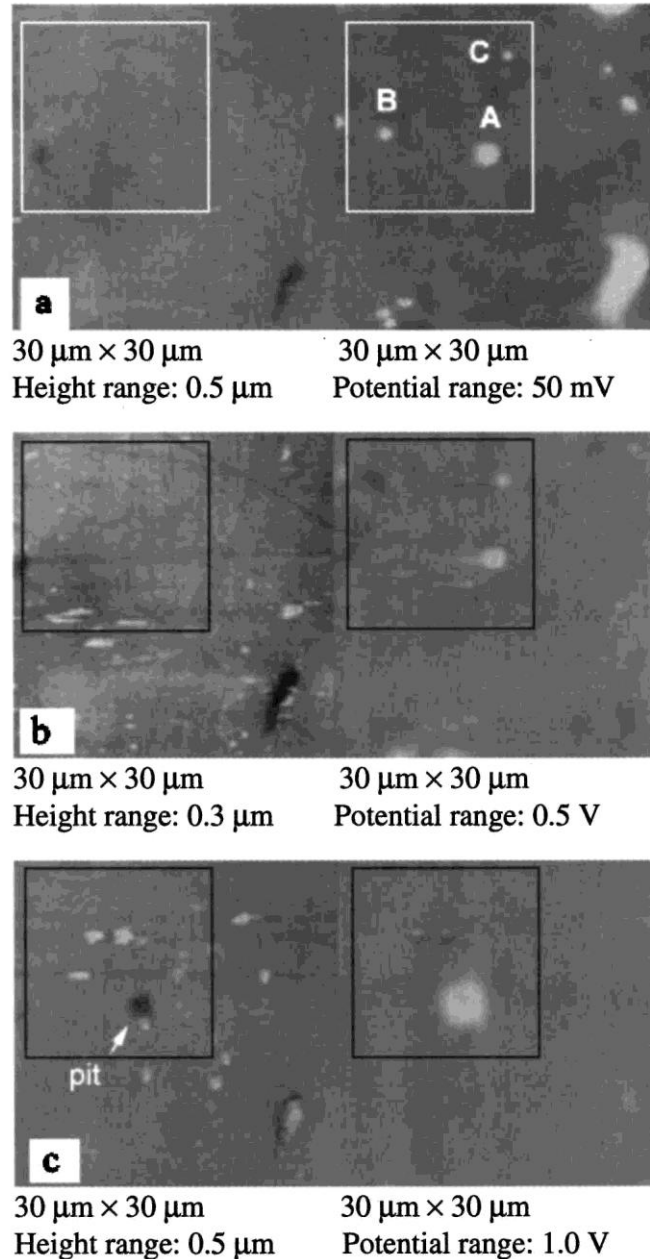 C
B
A
a
30 μm × 30 μm 30 μm × 30 μm
Height range: 0.5 μm Potential range: 50 mV
b
30 μm × 30 μm 30 μm × 30 μm
Height range: 0.3 μm Potential range: 0.5 V
pit
c
30 μm × 30 μm 30 μm × 30 μm
Height range: 0.5 μm Potential range: 1.0 V